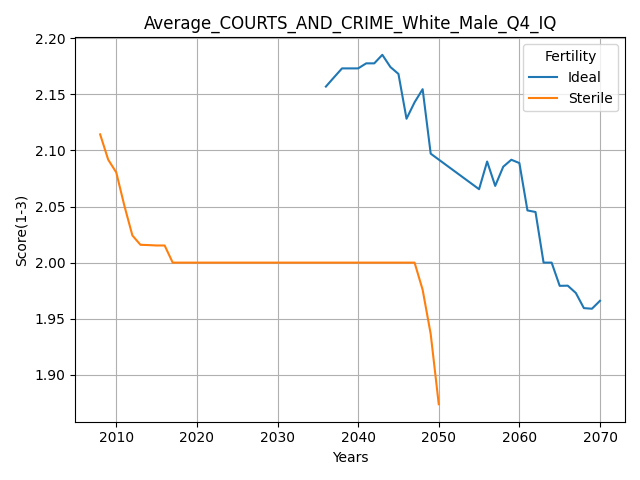 Average_COURTS_AND_CRIME_White_Male_Q4_IQ
Score(1-3)
2.20
2.15
2.10
2.05
2.00
1.95
1.90
Fertility
Ideal
Sterile
2010 2020 2030 2040 2050 2060 2070
Years